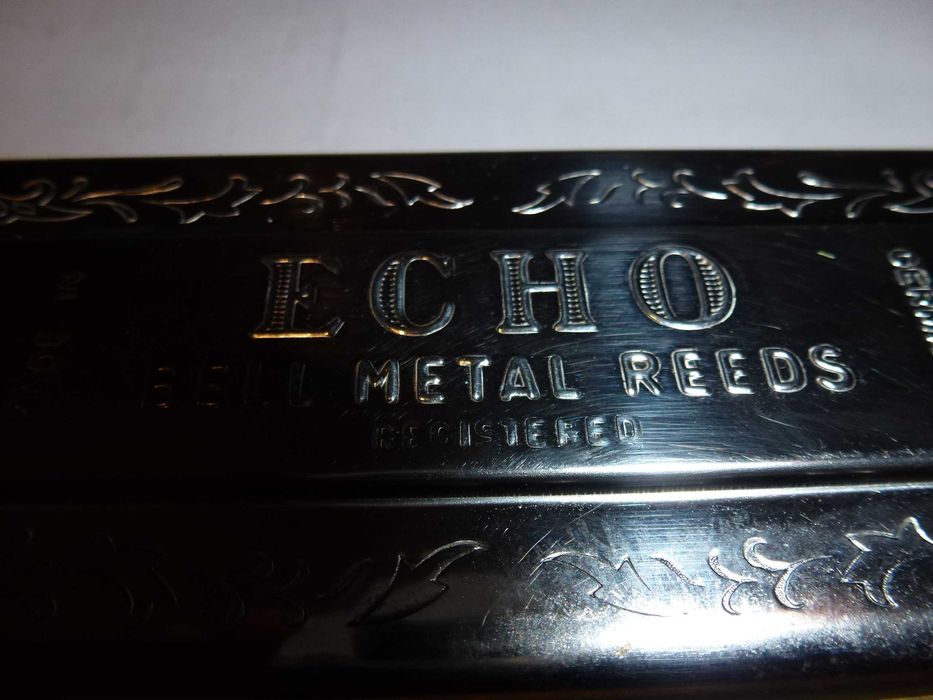 ECHO
BELL METAL REEDS
REGISTERED